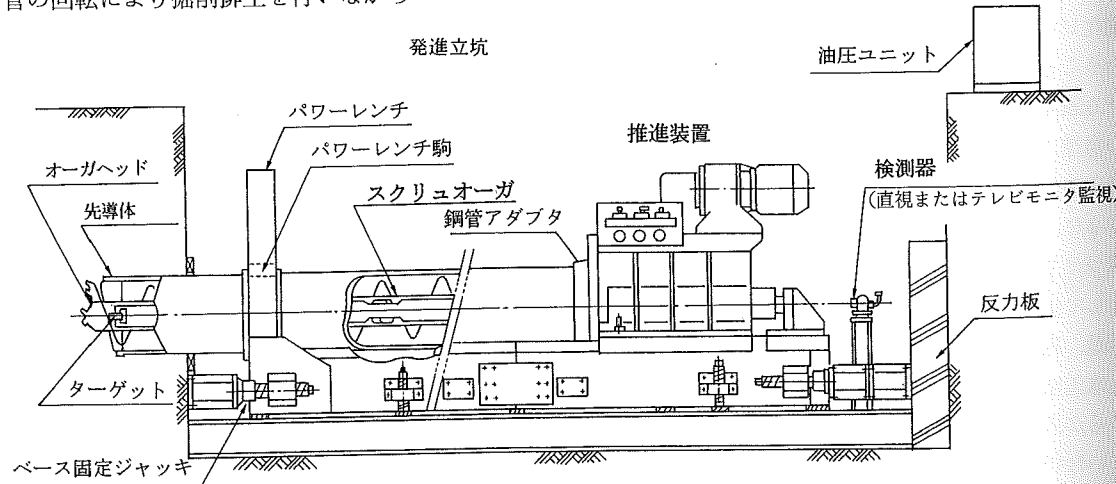 管の回転により掘削排土を行いながら
発進立坑
油圧ユニット
パワーレンチ
パワーレンチ駒
推進装置
オーガヘッド
検測器
(直視またはテレビモニタ監視)
スクリュオーガ
先導体
鋼管アダプタ
反力板
ターゲット
ベース固定ジャッキ